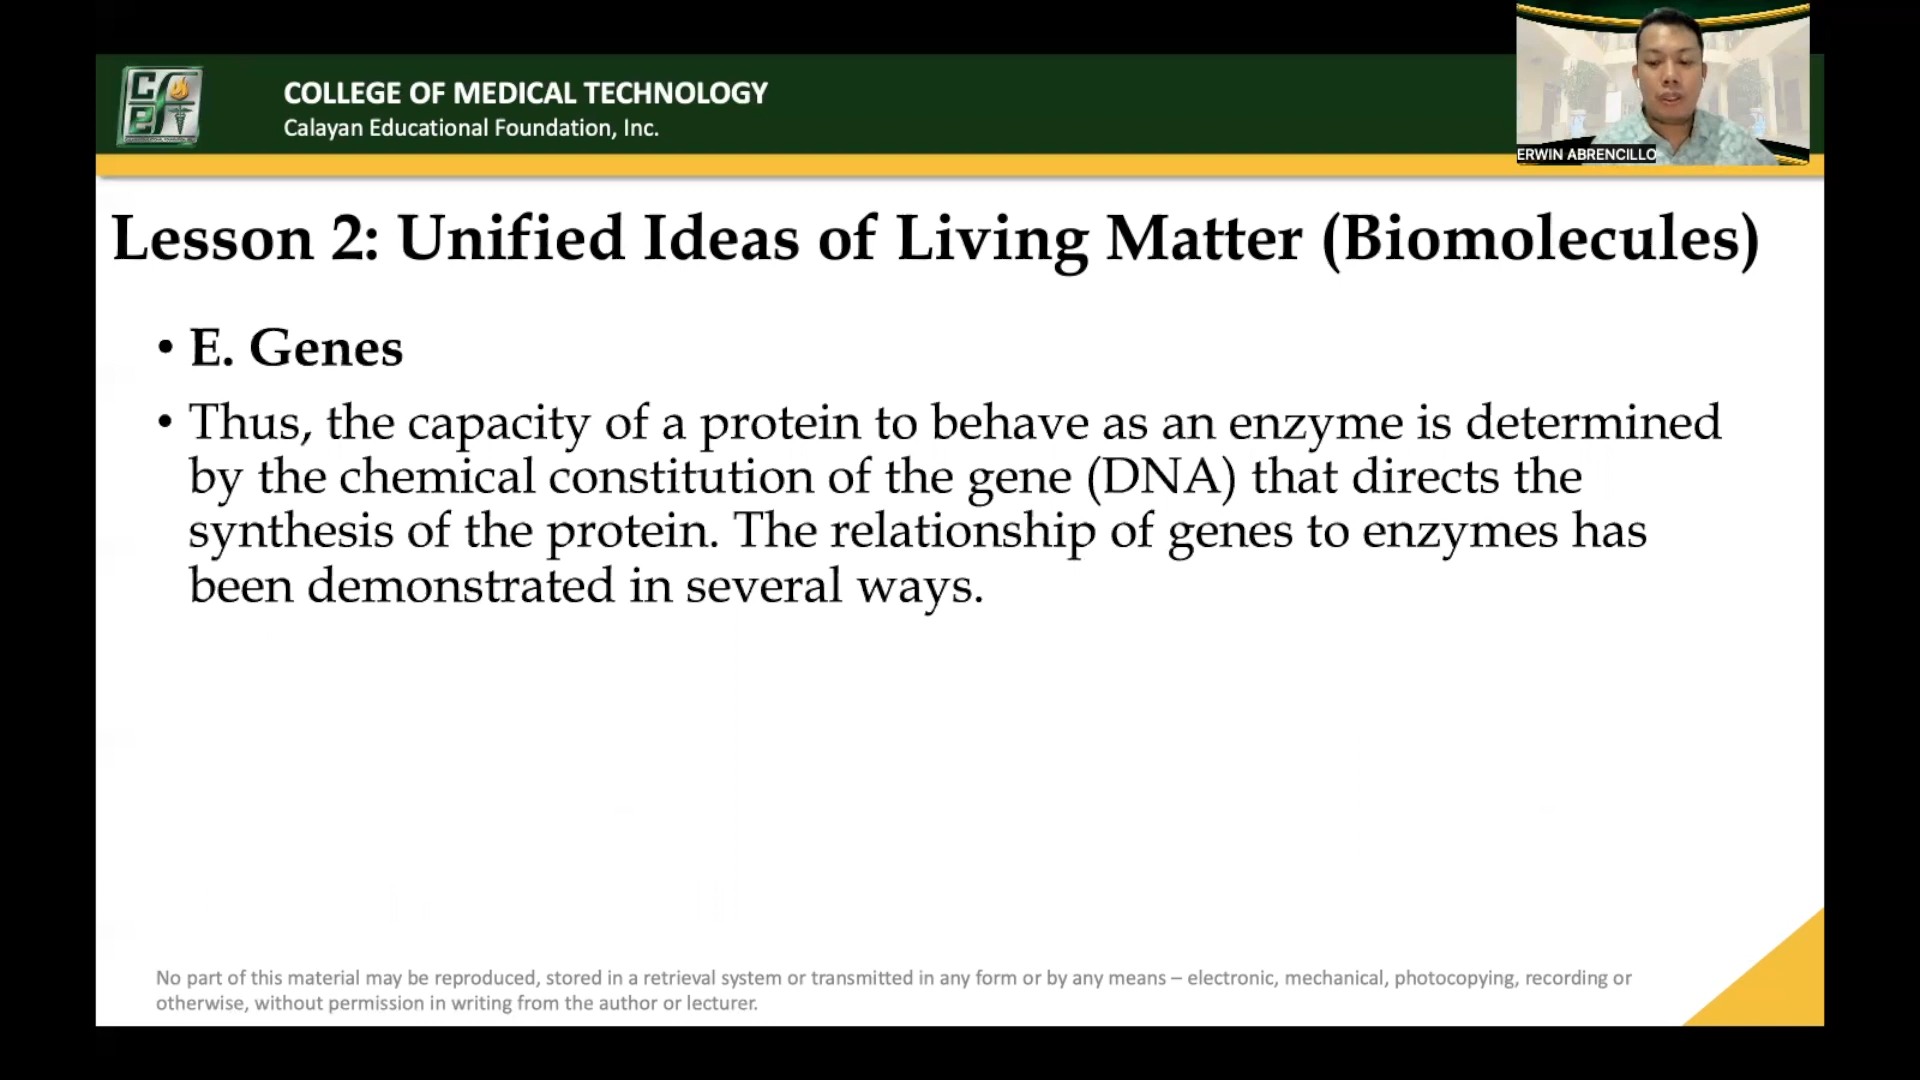 COLLEGE OF MEDICAL TECHNOLOGY
Calayan Educational Foundation, Inc.
ERWIN ABRENCILLO
Lesson 2: Unified Ideas of Living Matter (Biomolecules)
• E. Genes
• Thus, the capacity of a protein to behave as an enzyme is determined
by the chemical constitution of the gene (DNA) that directs the
synthesis of the protein. The relationship of genes to enzymes has
been demonstrated in several ways.
No part of this material may be reproduced, stored in a retrieval system or transmitted in any form or by any means – electronic, mechanical, photocopying, recording or
otherwise, without permission in writing from the author or lecturer.